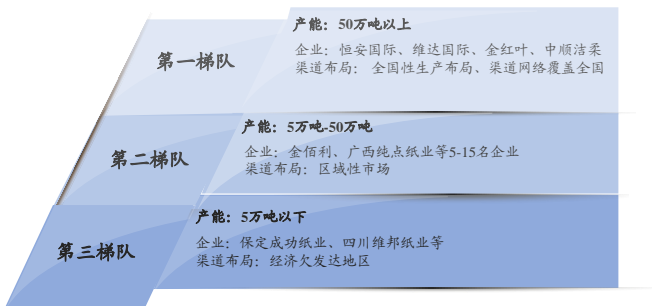 第一梯队
产能：50万吨以上
企业：恒安国际、维达国际、金红叶、中顺洁柔
渠道布局： 全国性生产布局、渠道网络覆盖全国
第二梯队
产能：5万吨-50万吨
企业：金佰利、广西纯点纸业等5-15名企业
渠道布局：区域性市场
第三梯队
产能：5万吨以下
企业：保定成功纸业、四川维邦纸业等
渠道布局：经济欠发达地区